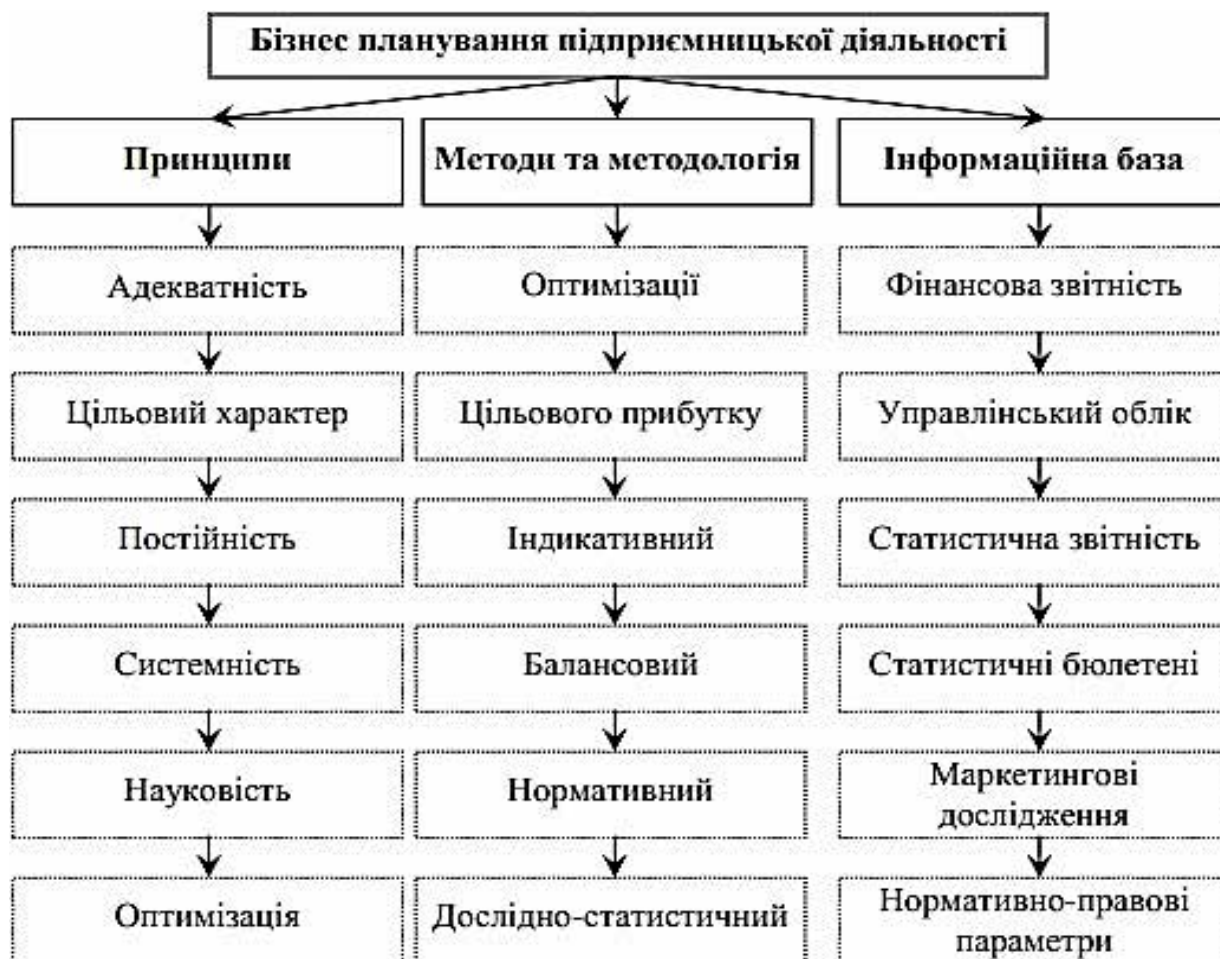 Бізнес планування підприємницької діяльності
Принципи
Методи та методологія
Інформаційна база
Адекватність
Оптимізації
Фінансова звітність
Цільовий характер
Цільового прибутку
Управлінський облік
Постійність
Індикативний
Статистична звітність
Системність
Балансовий
Статистичні бюлетені
Науковість
Нормативний
Маркетингові
дослідження
Оптимізація
Дослідно-статистичний
Нормативно-правові
параметри